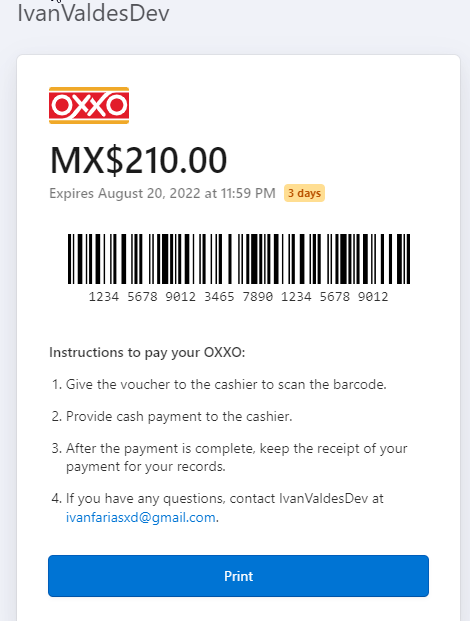 IvanValdesDev
OXXO
MX$210.00
Expires August 20, 2022 at 11:59 PM 3 days
1234 5678 9012 3465 7890 1234 5678 9012
Instructions to pay your OXXO:
1. Give the voucher to the cashier to scan the barcode.
2. Provide cash payment to the cashier.
3. After the payment is complete, keep the receipt of your
payment for your records.
4. If you have any questions, contact IvanValdesDev at
ivanfariasxd@gmail.com.
Print